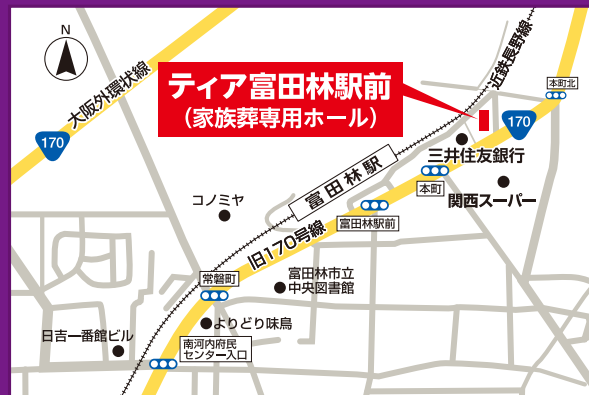 N
大阪外環状線
170
ティア富田林駅前
（家族葬専用ホール）
近鉄長野線
本町北
170
三井住友銀行
関西スーパー
本町
富田林駅
富田林駅前
コノミヤ
旧170号線
常磐町
富田林市立
中央図書館
よりどり味鳥
日吉一番館ビル
南河内府民
センター入口